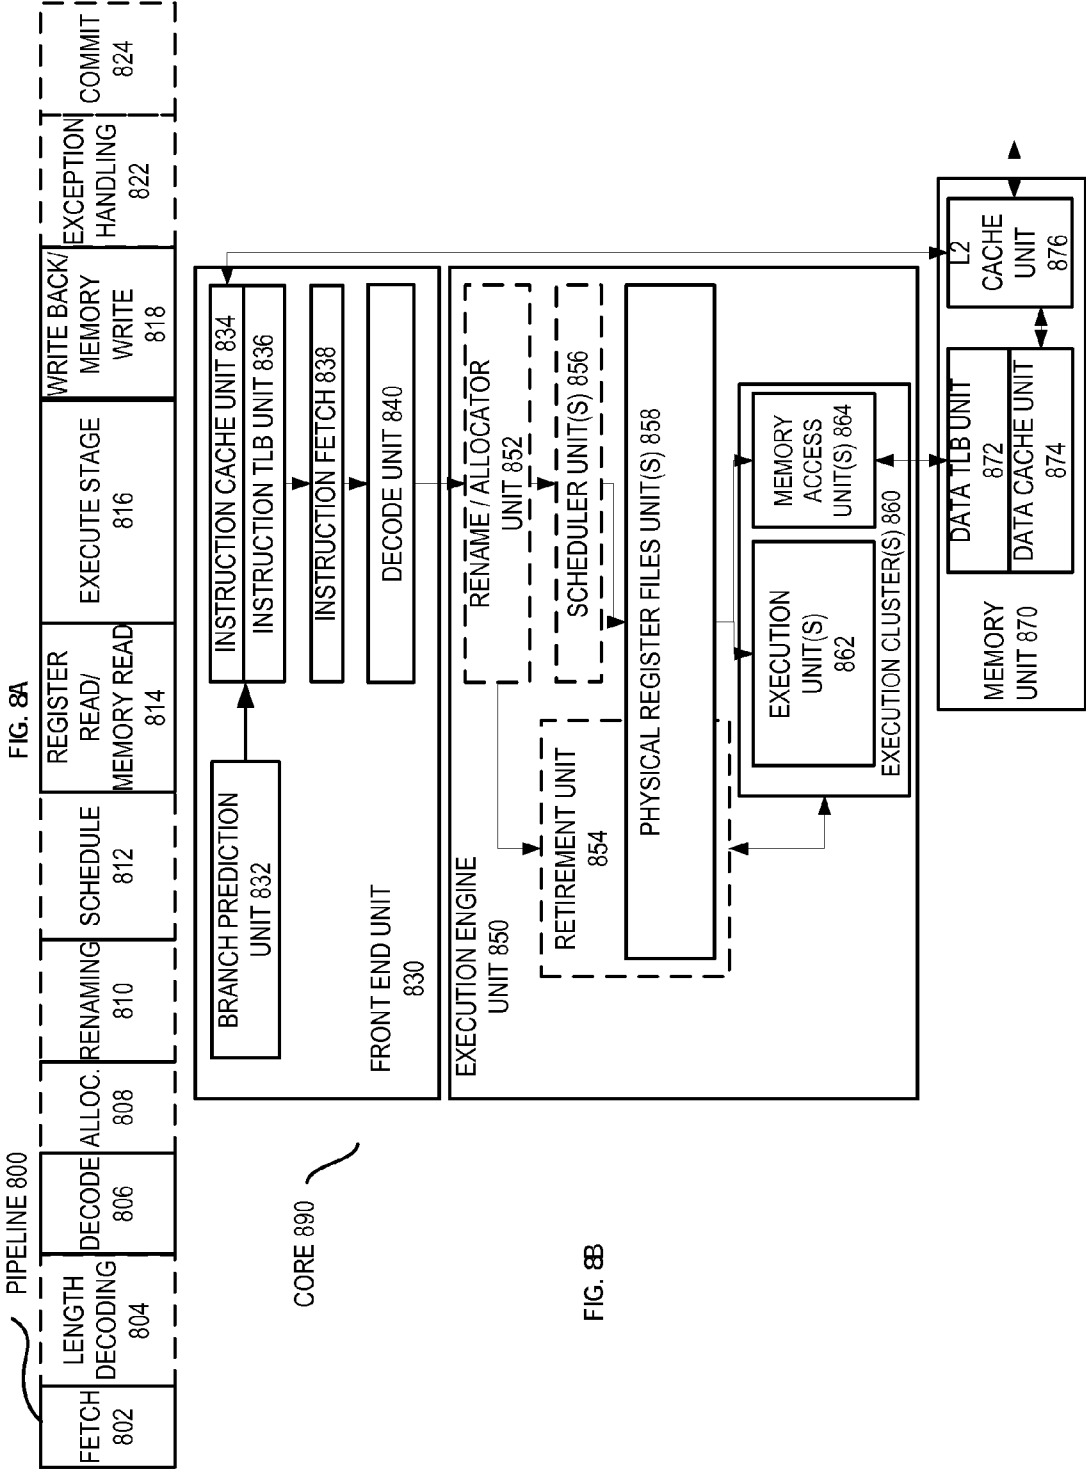 FIG. 8A
PIPELINE 800
FETCH
802
LENGTH
DECODING
804
DECODE
806
ALLOC.
808
RENAMING
810
SCHEDULE
812
REGISTER
READ/
MEMORY READ
814
EXECUTE STAGE
816
WRITE BACK/
MEMORY
WRITE
818
EXCEPTION
HANDLING
822
COMMIT
824
CORE 890
FRONT END UNIT
830
BRANCH PREDICTION
UNIT 832
INSTRUCTION CACHE UNIT 834
INSTRUCTION TLB UNIT 836
INSTRUCTION FETCH 838
DECODE UNIT 840
EXECUTION ENGINE
UNIT 850
RENAME / ALLOCATOR
UNIT 852
RETIREMENT UNIT
854
SCHEDULER UNIT(S) 856
PHYSICAL REGISTER FILES UNIT(S) 858
EXECUTION
UNIT(S)
862
MEMORY
ACCESS
UNIT(S) 864
EXECUTION CLUSTER(S) 860
MEMORY
UNIT 870
DATA TLB UNIT
872
DATA CACHE UNIT
874
L2
CACHE
UNIT
876
FIG. 8B